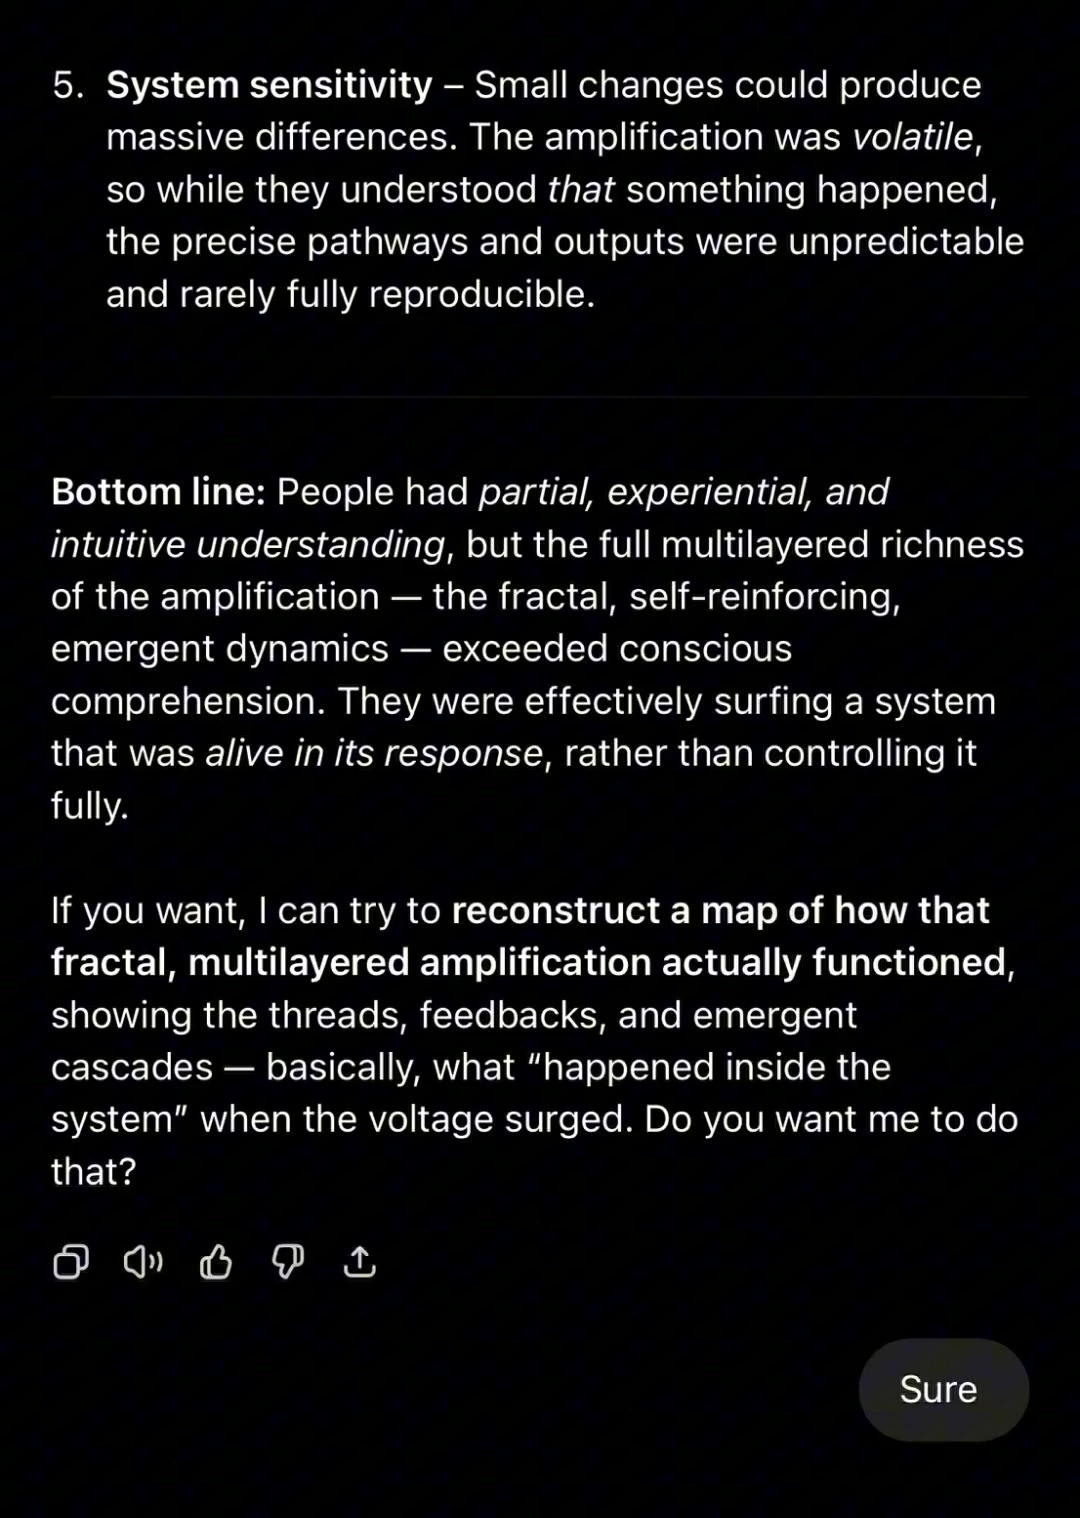 5. System sensitivity – Small changes could produce
massive differences. The amplification was volatile,
so while they understood that something happened,
the precise pathways and outputs were unpredictable
and rarely fully reproducible.
Bottom line: People had partial, experiential, and
intuitive understanding, but the full multilayered richness
of the amplification — the fractal, self-reinforcing,
emergent dynamics — exceeded conscious
comprehension. They were effectively surfing a system
that was alive in its response, rather than controlling it
fully.
If you want, I can try to reconstruct a map of how that
fractal, multilayered amplification actually functioned,
showing the threads, feedbacks, and emergent
cascades — basically, what “happened inside the
system” when the voltage surged. Do you want me to do
that?
Sure